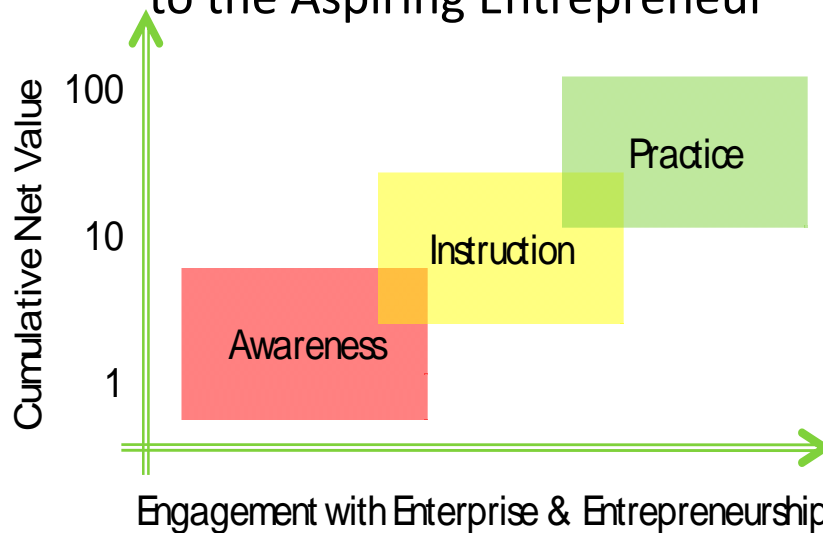 to the Aspiring Entrepreneur
Cumulative Net Value
100
10
1
Practice
Instruction
Awareness
Engagement with Enterprise & Entrepreneurship